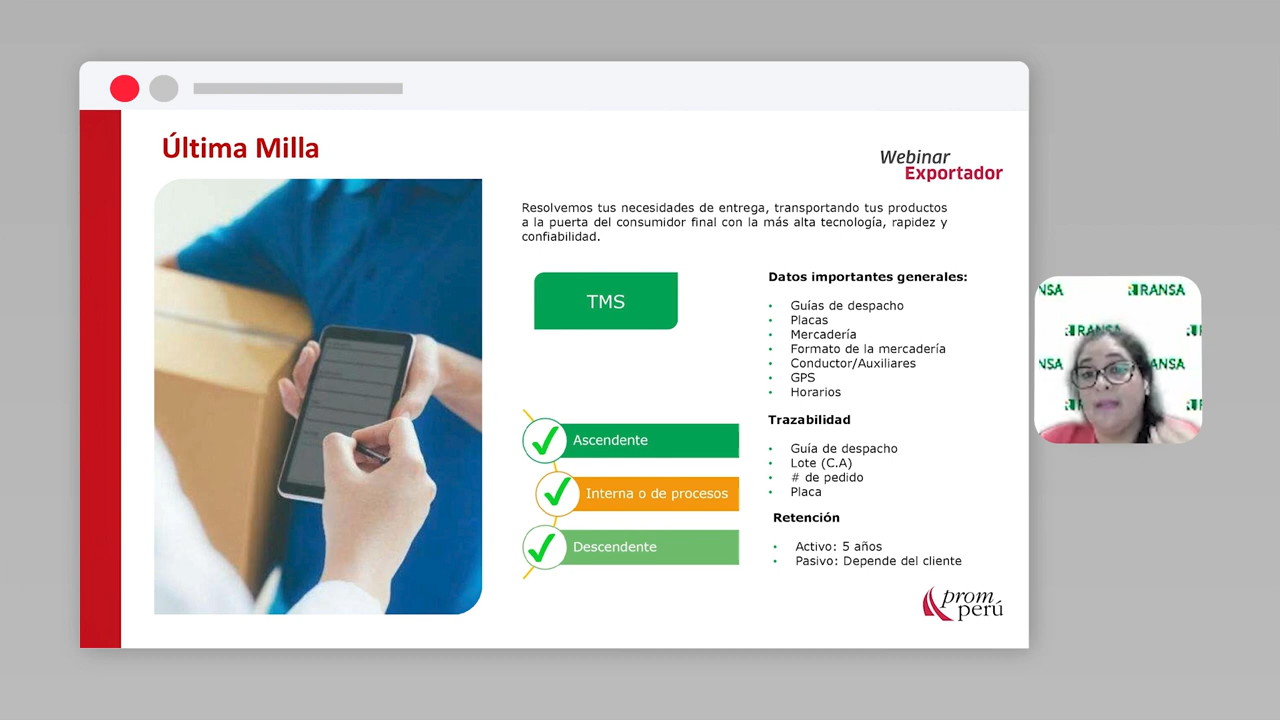 Última Milla
Webinar
Exportador
Resolvemos tus necesidades de entrega, transportando tus productos
a la puerta del consumidor final con la más alta tecnología, rapidez y
confiabilidad.
TMS
Ascendente
Interna o de procesos
Descendente
Datos importantes generales:
• Guías de despacho
• Placas
• Mercadería
• Formato de la mercadería
• Conductor/Auxiliares
• GPS
• Horarios
Trazabilidad
• Guía de despacho
• Lote (C.A)
• # de pedido
• Placa
Retención
• Activo: 5 años
• Pasivo: Depende del cliente
prom
perú
NSA RANSA
RANSA
NSA ANSA